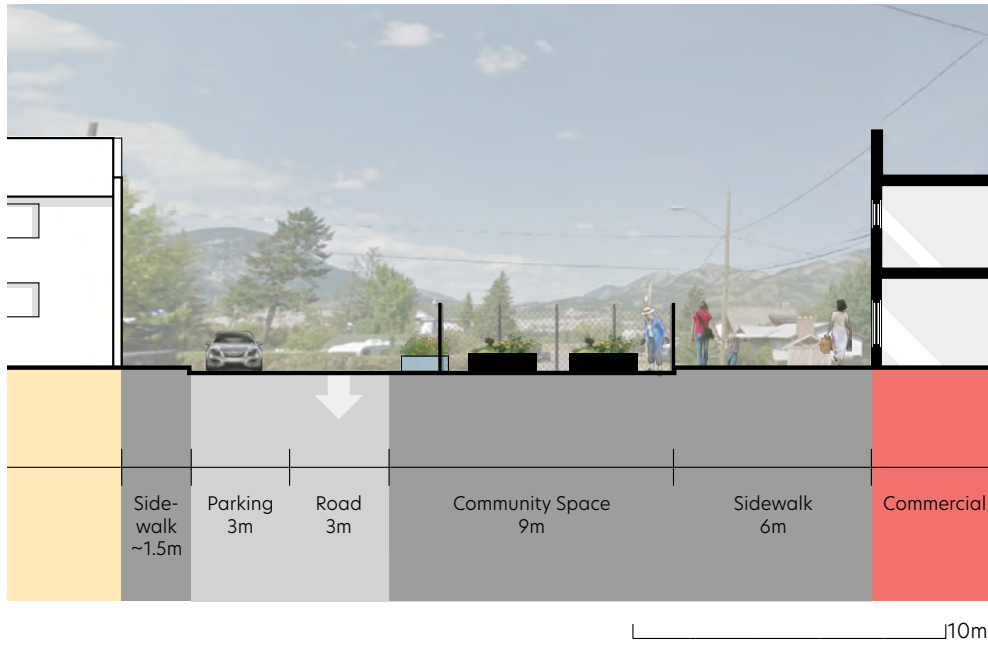 Side-
walk
~1.5m
Parking
3m
Road
3m
Community Space
9m
Sidewalk
6m
Commercial
10m